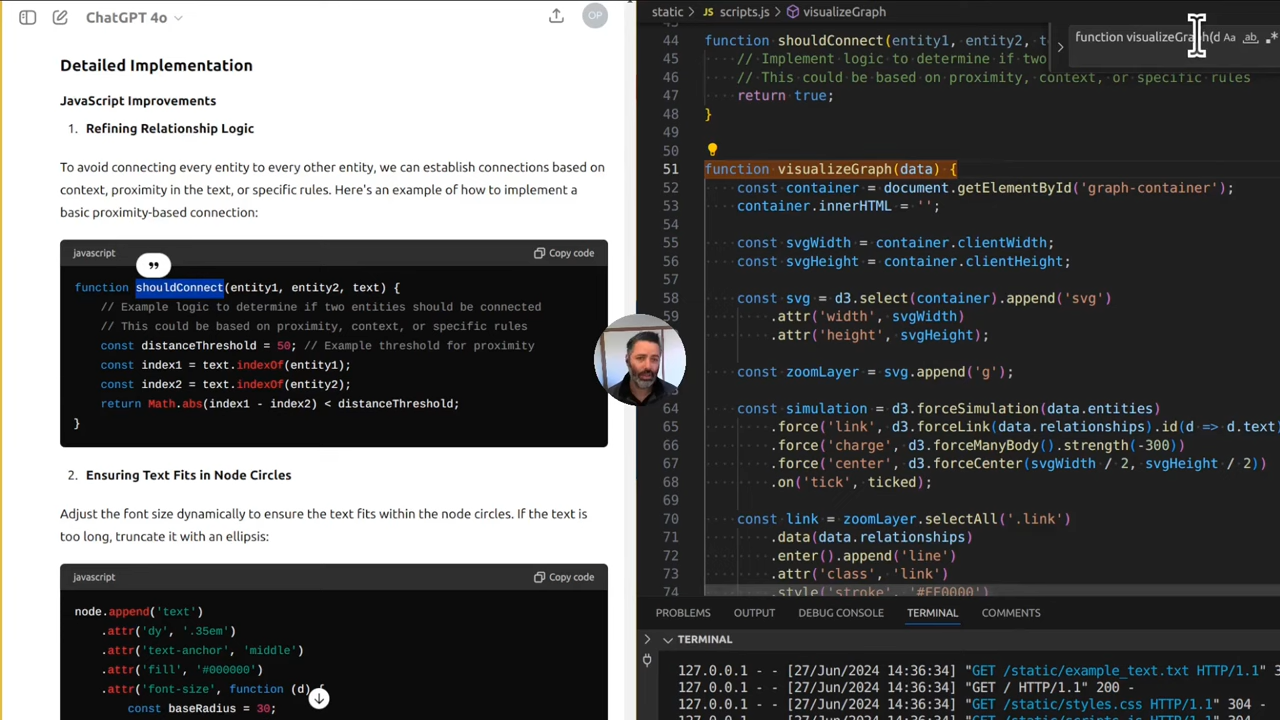 ChatGPT 4o
OP
Detailed Implementation
JavaScript Improvements
1. Refining Relationship Logic
To avoid connecting every entity to every other entity, we can establish connections based on
context, proximity in the text, or specific rules. Here's an example of how to implement a
basic proximity-based connection:
javascript
Copy code
function shouldConnect(entity1, entity2, text) {
// Example logic to determine if two entities should be connected
// This could be based on proximity, context, or specific rules
const distanceThreshold = 50; // Example threshold for proximity
const index1 = text.indexOf(entity1);
const index2 = text.indexOf(entity2);
return Math.abs(index1 - index2) < distanceThreshold;
}
2. Ensuring Text Fits in Node Circles
Adjust the font size dynamically to ensure the text fits within the node circles. If the text is
too long, truncate it with an ellipsis:
javascript
Copy code
node.append('text')
.attr('dy', '.35em')
.attr('text-anchor', 'middle')
.attr('fill', '#000000')
.attr('font-size', function (d) {
const baseRadius = 30;
static > JS scripts.js > visualizeGraph
function visualizeGraph(d Aa ab .*
44 function shouldConnect(entity1, entity2, t
45 // Implement logic to determine if two
46 // This could be based on proximity, context, or specific rules
47 return true;
48 }
49
50
51 function visualizeGraph(data) {
52 const container = document.getElementById('graph-container');
53 container.innerHTML = '';
54
55 const svgWidth = container.clientWidth;
56 const svgHeight = container.clientHeight;
57
58 const svg = d3.select(container).append('svg')
59 .attr('width', svgWidth)
60 .attr('height', svgHeight);
61
62 const zoomLayer = svg.append('g');
64 const simulation = d3.forceSimulation(data.entities)
65 .force('link', d3.forceLink(data.relationships).id(d => d.text)
66 .force('charge', d3.forceManyBody().strength(-300))
67 .force('center', d3.forceCenter(svgWidth / 2, svgHeight / 2))
68 .on('tick', ticked);
69
70 const link = zoomLayer.selectAll('.link')
71 .data(data.relationships)
72 .enter().append('line')
73 .attr('class', 'link')
74 .style('stroke', '#FF0000')
PROBLEMS OUTPUT DEBUG CONSOLE TERMINAL COMMENTS
TERMINAL
127.0.0.1 - - [27/Jun/2024 14:36:34] "GET /static/example_text.txt HTTP/1.1" 3
127.0.0.1 - - [27/Jun/2024 14:36:34] "GET / HTTP/1.1" 200 -
127.0.0.1 - - [27/Jun/2024 14:36:34] "GET /static/styles.css HTTP/1.1" 304 -